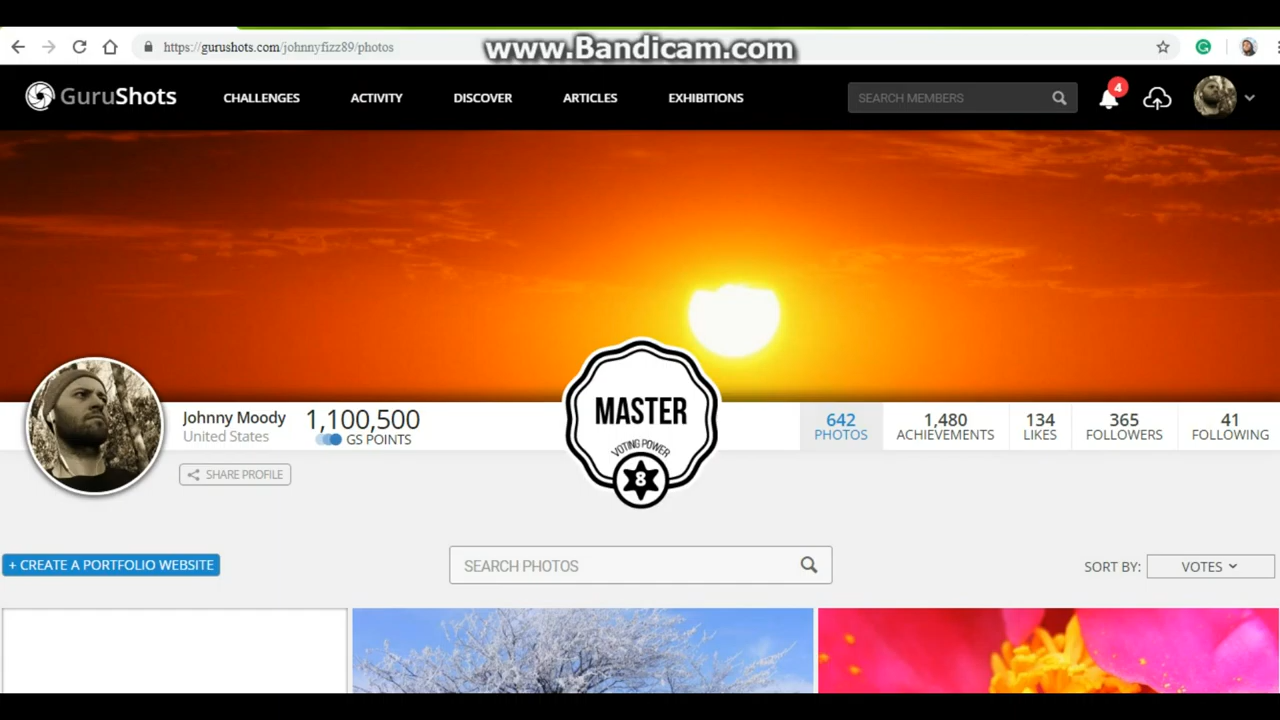 https://gurushots.com/johnnyfizz89/photos
www.Bandicam.com
GuruShots
CHALLENGES
ACTIVITY
DISCOVER
ARTICLES
EXHIBITIONS
SEARCH MEMBERS
4
MASTER
VOTING POWER
8
Johnny Moody
United States
1,100,500
GS POINTS
SHARE PROFILE
642
PHOTOS
1,480
ACHIEVEMENTS
134
LIKES
365
FOLLOWERS
41
FOLLOWING
+ CREATE A PORTFOLIO WEBSITE
SEARCH PHOTOS
SORT BY:
VOTES